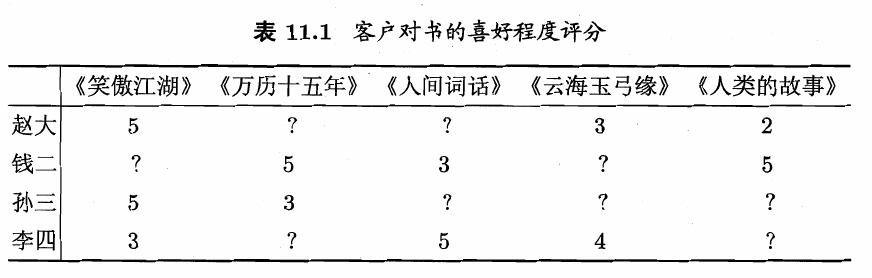 表 11.1 客户对书的喜好程度评分
《笑傲江湖》 《万历十五年》 《人间词话》 《云海玉弓缘》 《人类的故事》
赵大 5 ? ? 3 2
钱二 ? 5 3 ? 5
孙三 5 3 ? ? ?
李四 3 ? 5 4 ?